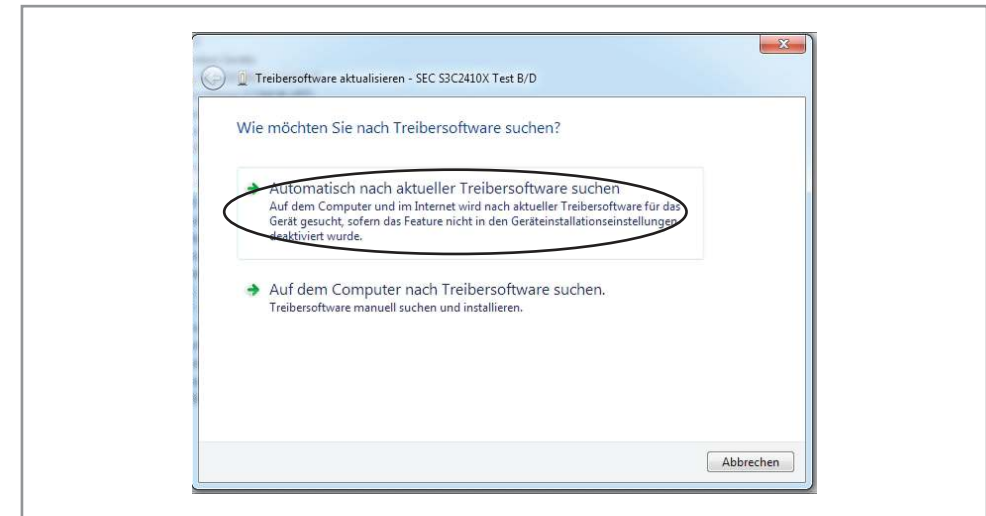 Treibersoftware aktualisieren - SEC S3C2410X Test B/D
Wie möchten Sie nach Treibersoftware suchen?
Automatisch nach aktueller Treibersoftware suchen
Auf dem Computer und im Internet wird nach aktueller Treibersoftware für das
Gerät gesucht, sofern das Feature nicht in den Geräteinstallationseinstellungen
deaktiviert wurde.
Auf dem Computer nach Treibersoftware suchen.
Treibersoftware manuell suchen und installieren.
Abbrechen